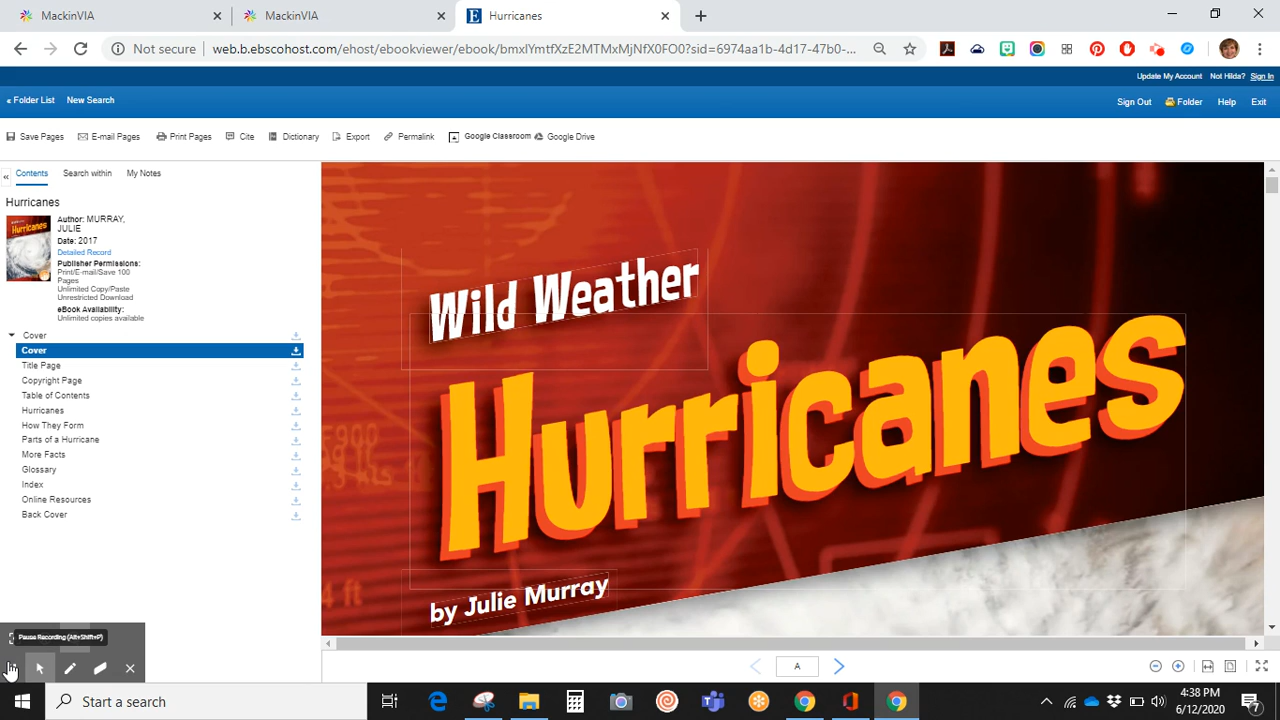 MackinVIA
MackinVIA
Hurricanes
Not secure
web.b.ebscohost.com/ehost/ebookviewer/ebook/bmxlYmtfXzE2MTMxMjNfX0FO0?sid=6974aa1b-4d17-47b0-...
Update My Account Not Hilda? Sign In
« Folder List New Search
Sign Out Folder Help Exit
Save Pages E-mail Pages Print Pages Cite Dictionary Export Permalink Google Classroom Google Drive
« Contents Search within My Notes
Hurricanes
Author: MURRAY,
JULIE
Date: 2017
Detailed Record
Publisher Permissions:
Print/E-mail/Save 100
Pages
Unlimited Copy/Paste
Unrestricted Download
eBook Availability:
Unlimited copies available
Cover
Cover
Title Page
Copyright Page
Table of Contents
Hurricanes
How They Form
Parts of a Hurricane
More Facts
Glossary
Index
Online Resources
Back Cover
Wild Weather
Hurricanes
by Julie Murray
Pause Recording (Alt+Shift+P)
A
Start a search
4:38 PM
6/12/2020
7